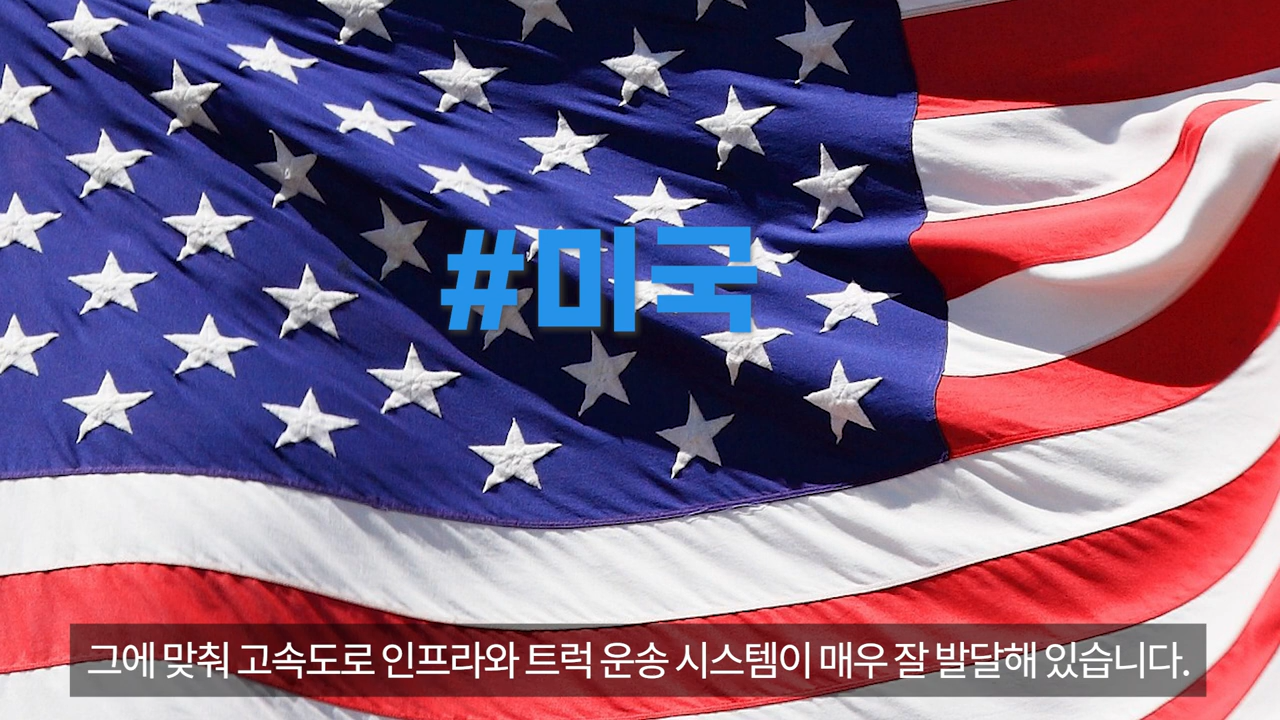 #미국
그에 맞춰 고속도로 인프라와 트럭 운송 시스템이 매우 잘 발달해 있습니다.